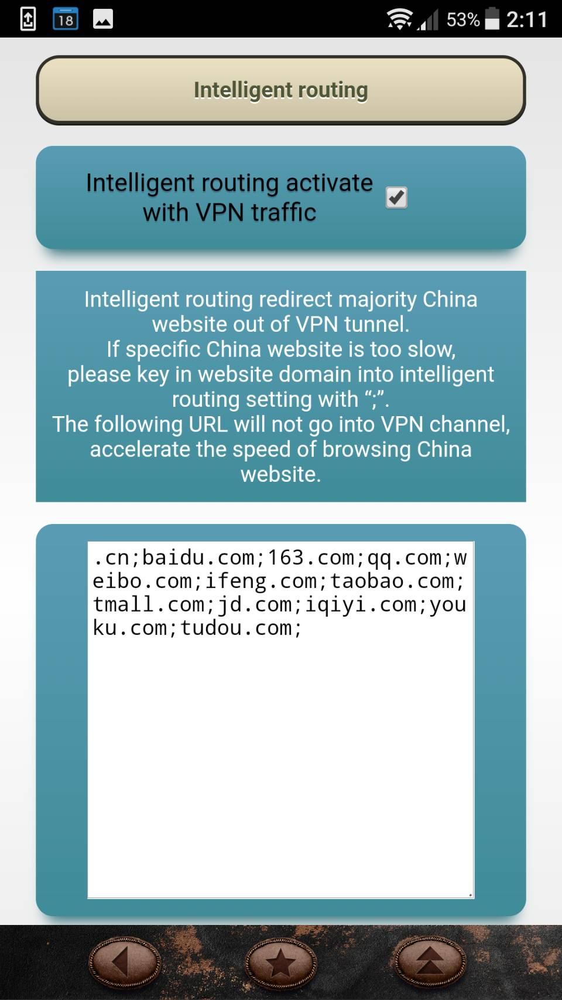 18 53% 2:11
Intelligent routing
Intelligent routing activate
with VPN traffic
Intelligent routing redirect majority China
website out of VPN tunnel.
If specific China website is too slow,
please key in website domain into intelligent
routing setting with “;”.
The following URL will not go into VPN channel,
accelerate the speed of browsing China
website.
.cn;baidu.com;163.com;qq.com;w
eibo.com;ifeng.com;taobao.com;
tmall.com;jd.com;iqiyi.com;you
ku.com;tudou.com;